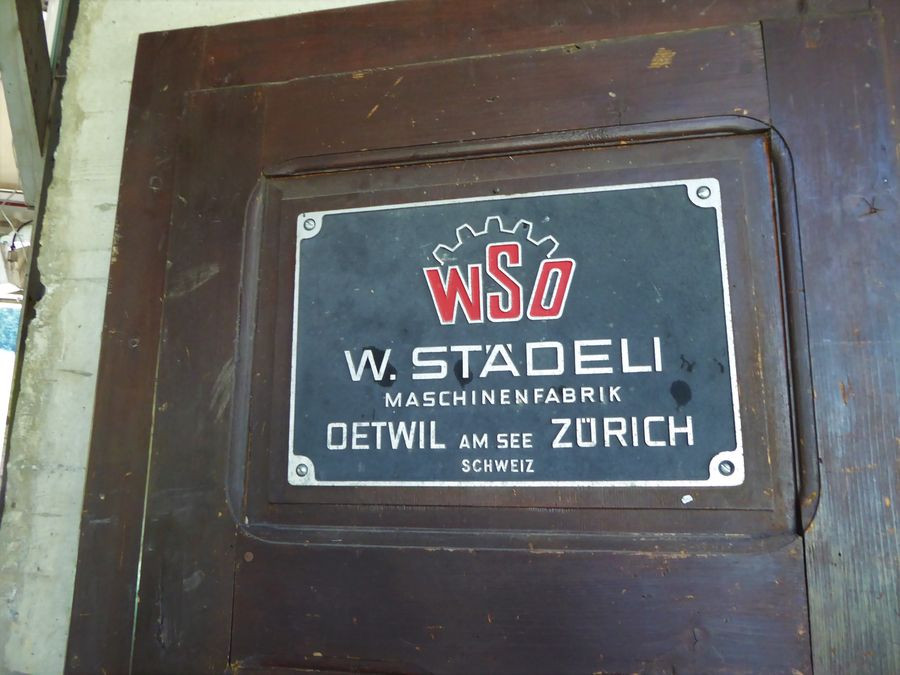 WSO
W. STÄDELI
MASCHINENFABRIK
OETWIL AM SEE ZÜRICH
SCHWEIZ